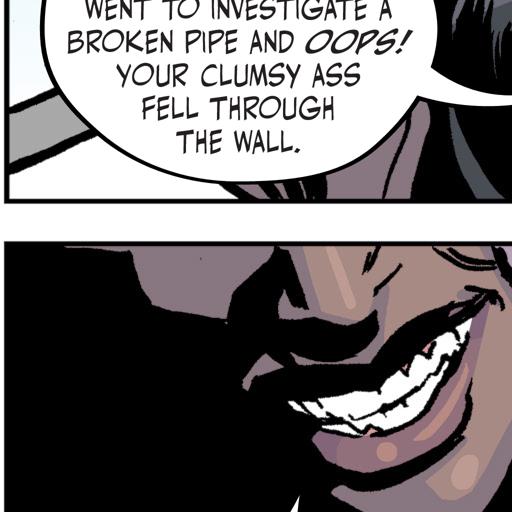 WENT TO INVESTIGATE A
BROKEN PIPE AND OOPS!
YOUR CLUMSY ASS
FELL THROUGH
THE WALL.